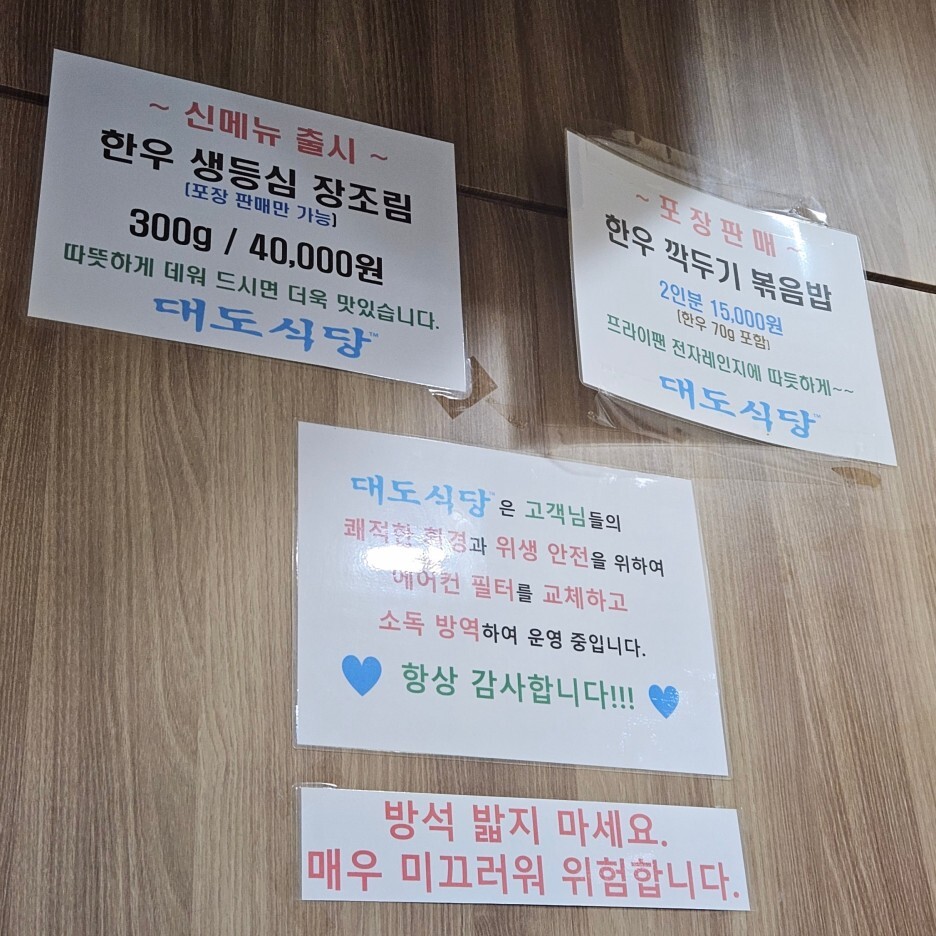 ~ 신메뉴 출시 ~
한우 생등심 장조림
(포장 판매만 가능)
300g / 40,000원
따뜻하게 데워 드시면 더욱 맛있습니다.
대도식당™
~ 포 장 판 매 ~
한우 깍두기 볶음밥
2인분 15,000원
(한우 70g 포함)
프라이팬 전자레인지에 따듯하게~~
대도식당™
대도식당™은 고객님들의
쾌적한 환경과 위생 안전을 위하여
에어컨 필터를 교체하고
소독 방역하여 운영 중입니다.
항상 감사합니다!!!
방석 밟지 마세요.
매우 미끄러워 위험합니다.